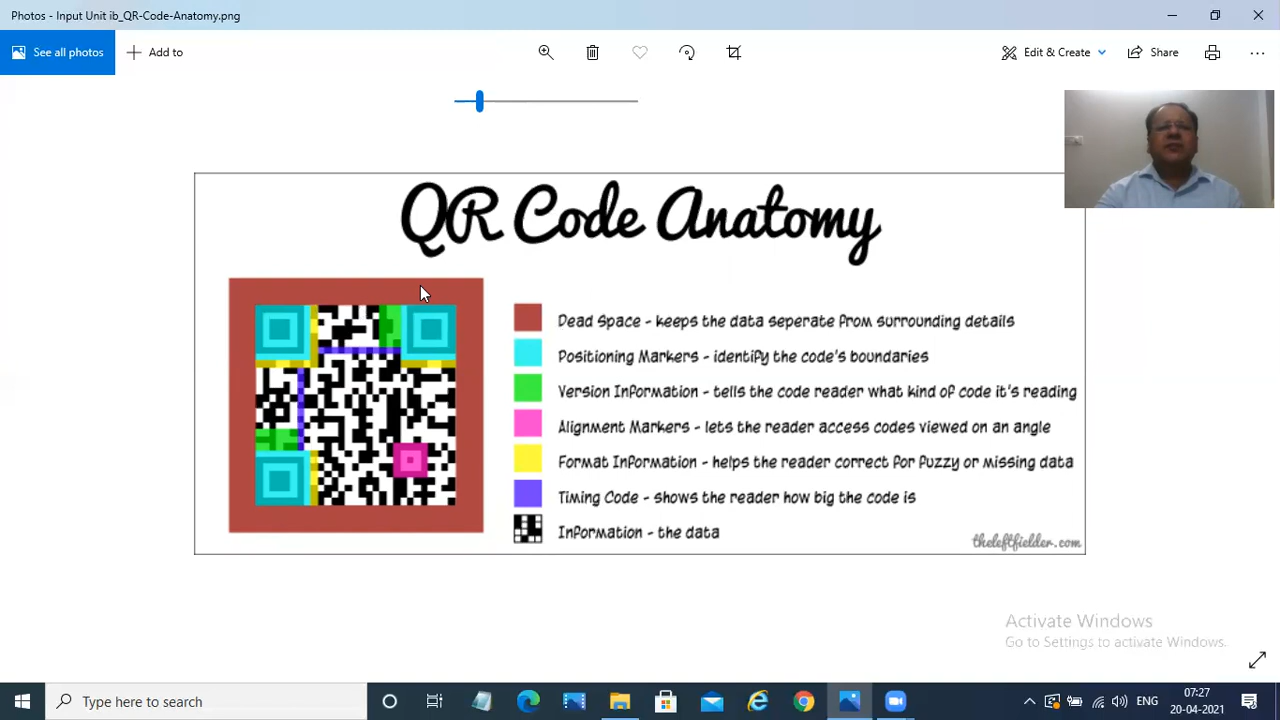 Photos - Input Unit ib_QR-Code-Anatomy.png
See all photos
Add to
Edit & Create
Share
QR Code Anatomy
Dead Space - keeps the data seperate from surrounding details
Positioning Markers - identify the code's boundaries
Version Information - tells the code reader what kind of code it's reading
Alignment Markers - lets the reader access codes viewed on an angle
Format Information - helps the reader correct for fuzzy or missing data
Timing Code - shows the reader how big the code is
Information - the data
theleftfielder.com
Activate Windows
Go to Settings to activate Windows.
Type here to search
ENG
07:27
20-04-2021